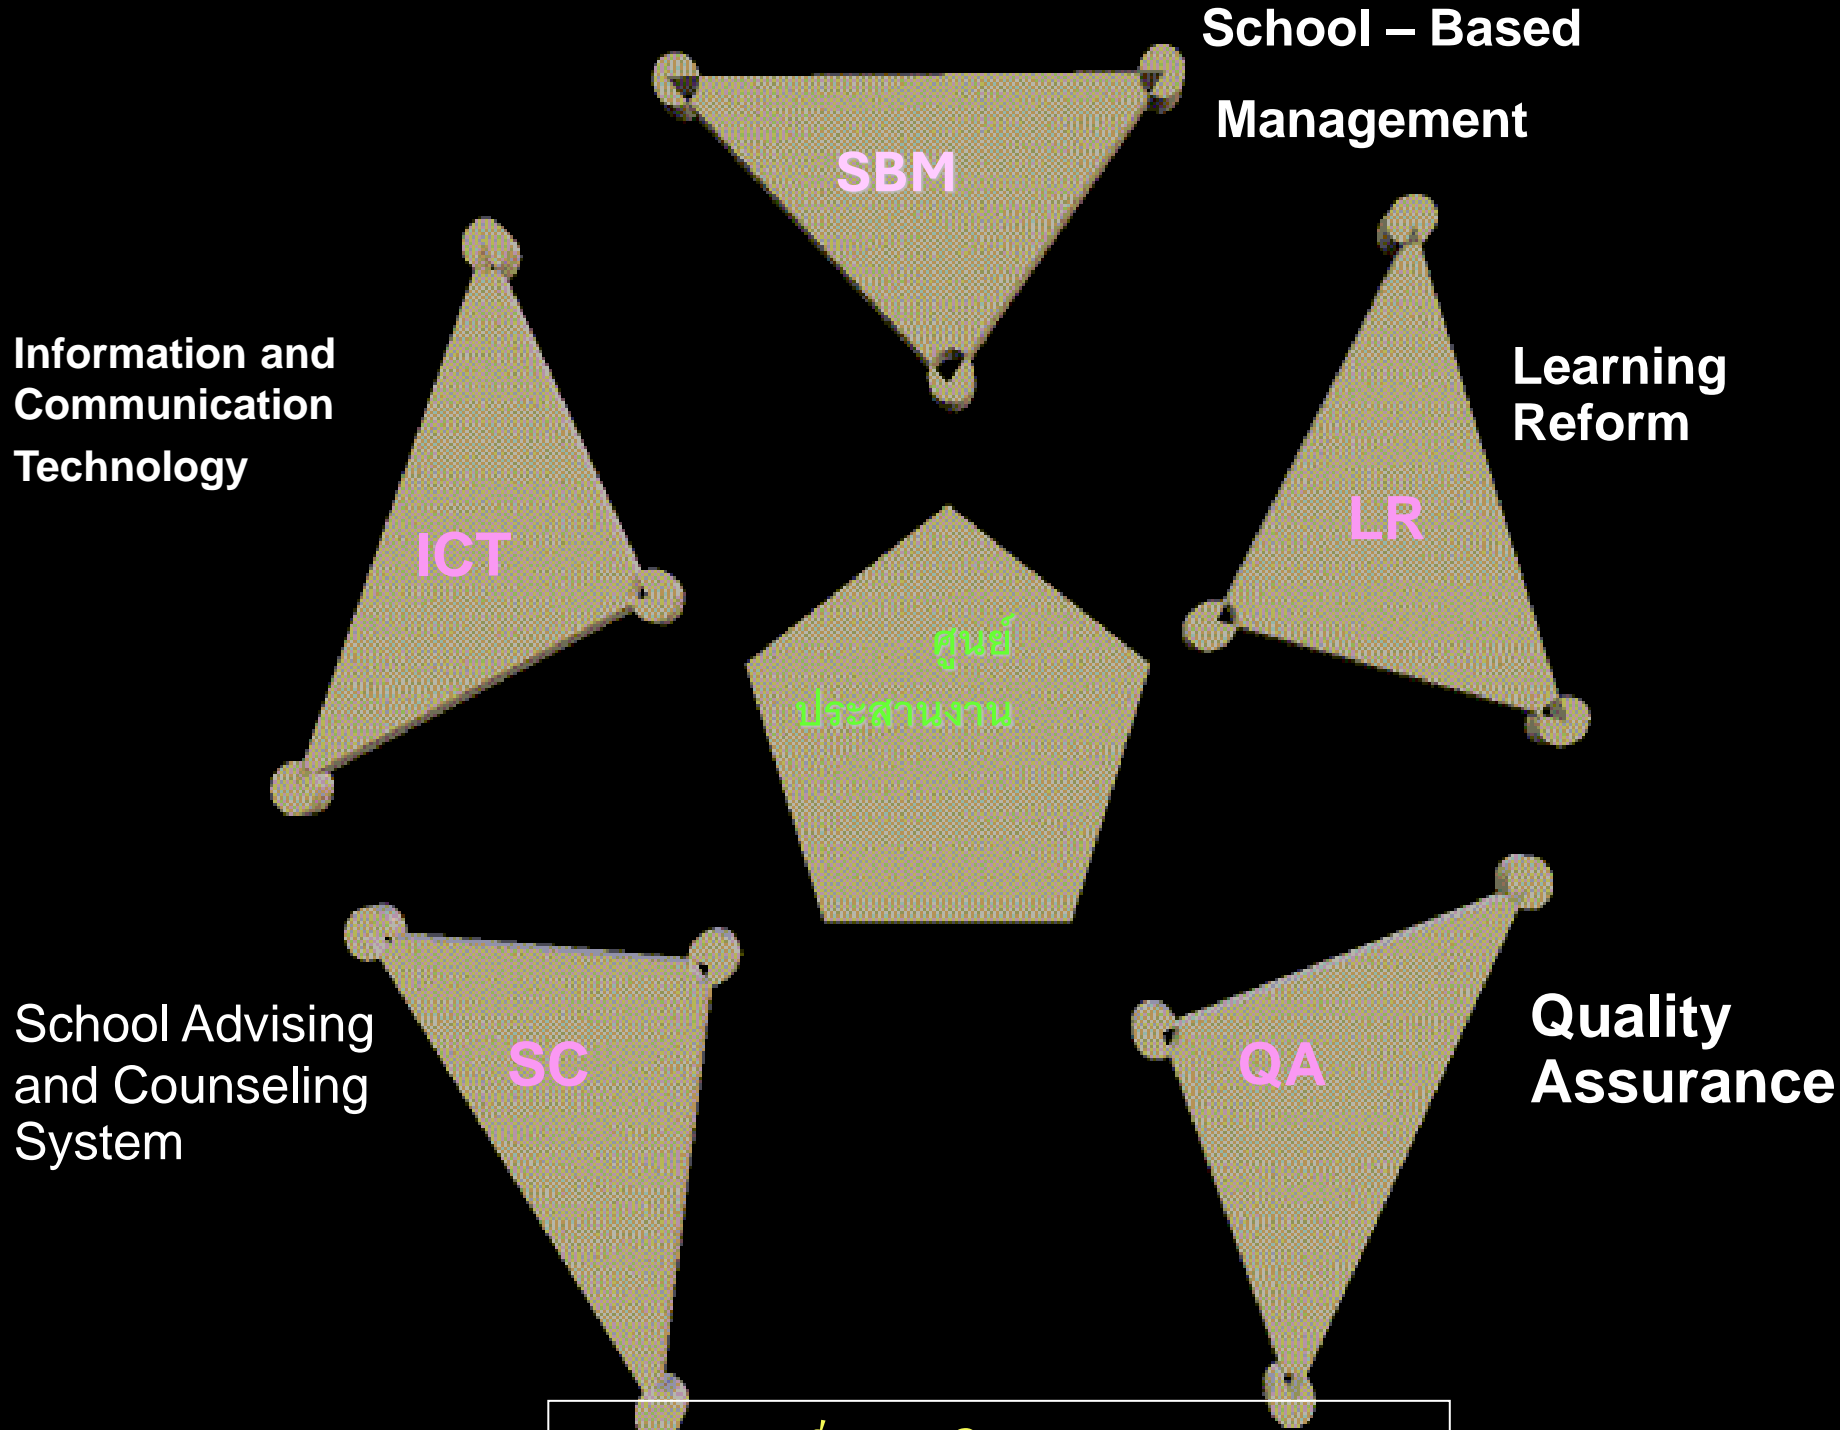 School – Based
Management
SBM
Information and
Communication
Technology
ICT
Learning
Reform
LR
ศูนย์
ประสานงาน
School Advising
and Counseling
System
SC
Quality
Assurance
QA